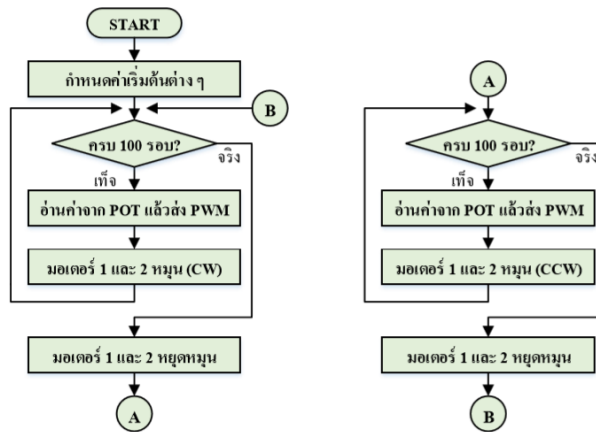 START
กำหนดค่าเริ่มต้นต่าง ๆ
B
ครบ 100 รอบ?
จริง
เท็จ
อ่านค่าจาก POT แล้วส่ง PWM
มอเตอร์ 1 และ 2 หมุน (CW)
มอเตอร์ 1 และ 2 หยุดหมุน
A
A
ครบ 100 รอบ?
จริง
เท็จ
อ่านค่าจาก POT แล้วส่ง PWM
มอเตอร์ 1 และ 2 หมุน (CCW)
มอเตอร์ 1 และ 2 หยุดหมุน
B